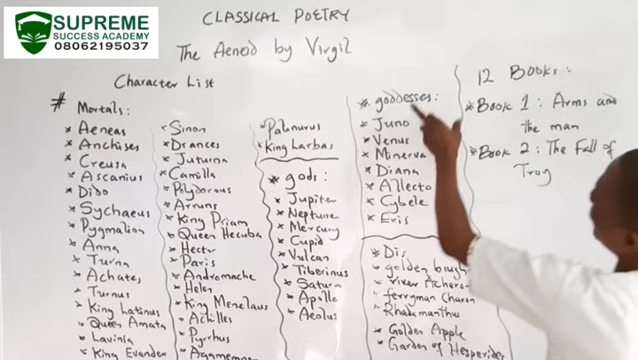 SUPREME
SUCCESS ACADEMY
08062195037
CLASSICAL POETRY
The Aeneid by Virgil
Character List
# Mortals:
* Aeneas
* Anchises
* Creusa
* Ascanius
* Dido
* Sychaeus
* Pygmalion
* Anna
* Turna
* Achates
* Turnus
* King Latinus
* Queen Amata
* Lavinia
* King Evander
* Sinon
* Drances
* Juturna
* Camilla
* Polydorous
* Arruns
* King Priam
* Queen Hecuba
* Hector
* Paris
* Andromache
* Helen
* King Menelaus
* Achilles
* Pyrrhus
* Agamemnon
* Palinurus
* King Larbas
* gods:
* Jupiter
* Neptune
* Mercury
* Cupid
* Vulcan
* Tiberinus
* Saturn
* Apollo
* Aeolus
* goddesses:
* Juno
* Venus
* Minerva
* Diana
* Allecto
* Cybele
* Eris
* Dis
* golden bough
* river Acheron
* ferryman Charon
* Rhadamanthus
* Golden Apple
* Garden of Hesperides
12 Books:
* Book 1: Arms and
the man
* Book 2: The Fall of
Troy